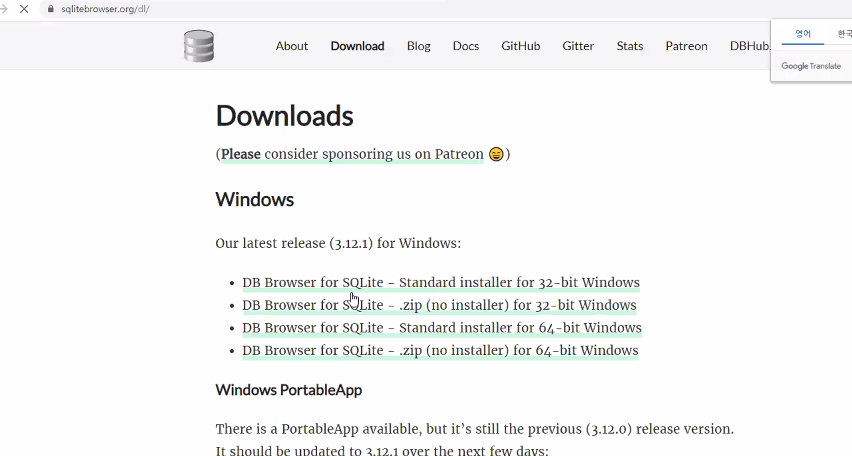 sqlitebrowser.org/dl/
영어
About Download Blog Docs GitHub Gitter Stats Patreon DBHub.
Google Translate
Downloads
(Please consider sponsoring us on Patreon 😄)
Windows
Our latest release (3.12.1) for Windows:
• DB Browser for SQLite - Standard installer for 32-bit Windows
• DB Browser for SQLite - .zip (no installer) for 32-bit Windows
• DB Browser for SQLite - Standard installer for 64-bit Windows
• DB Browser for SQLite - .zip (no installer) for 64-bit Windows
Windows PortableApp
There is a PortableApp available, but it's still the previous (3.12.0) release version.
It should be updated to 3.12.1 over the next few days: